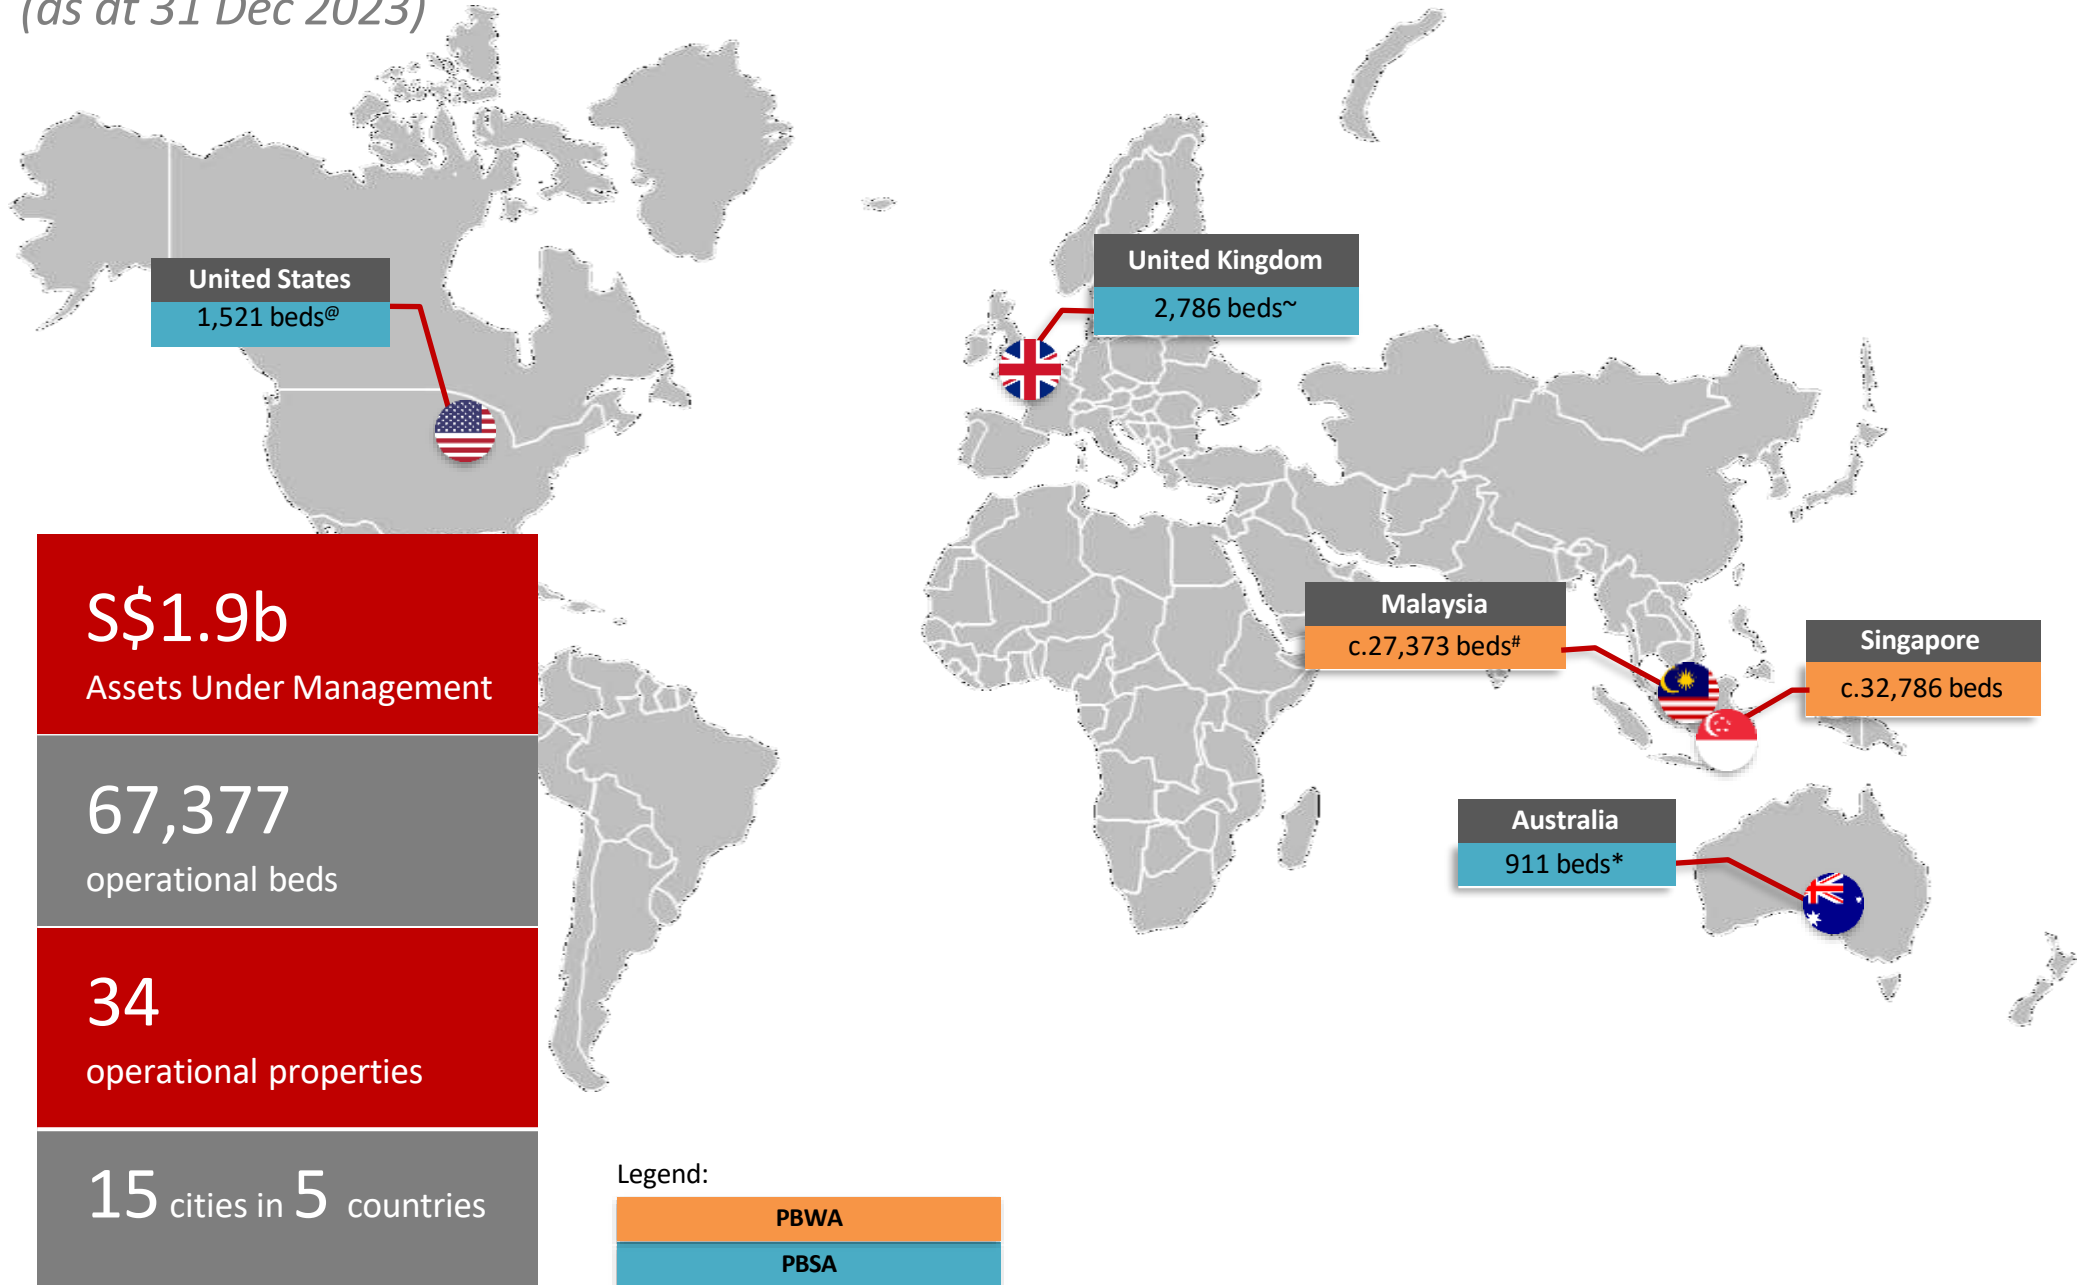 (as at 31 Dec 2023)
United States
1,521 beds@
United Kingdom
2,786 beds~
Malaysia
c.27,373 beds#
Singapore
c.32,786 beds
Australia
911 beds*
S$1.9b
Assets Under Management
67,377
operational beds
34
operational properties
15 cities in 5 countries
Legend:
PBWA
PBSA